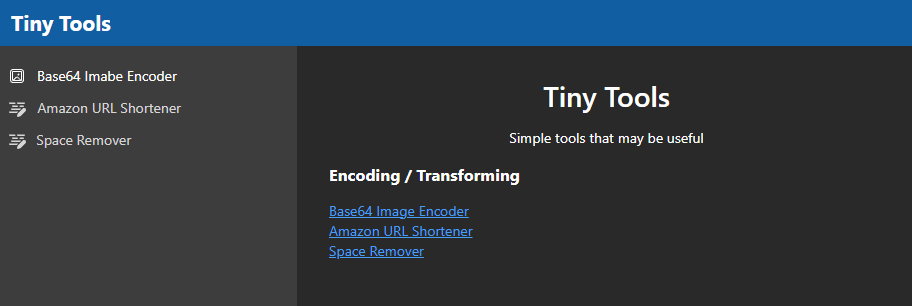 Tiny Tools
Base64 Imabe Encoder
Amazon URL Shortener
Space Remover
Tiny Tools
Simple tools that may be useful
Encoding / Transforming
Base64 Image Encoder
Amazon URL Shortener
Space Remover